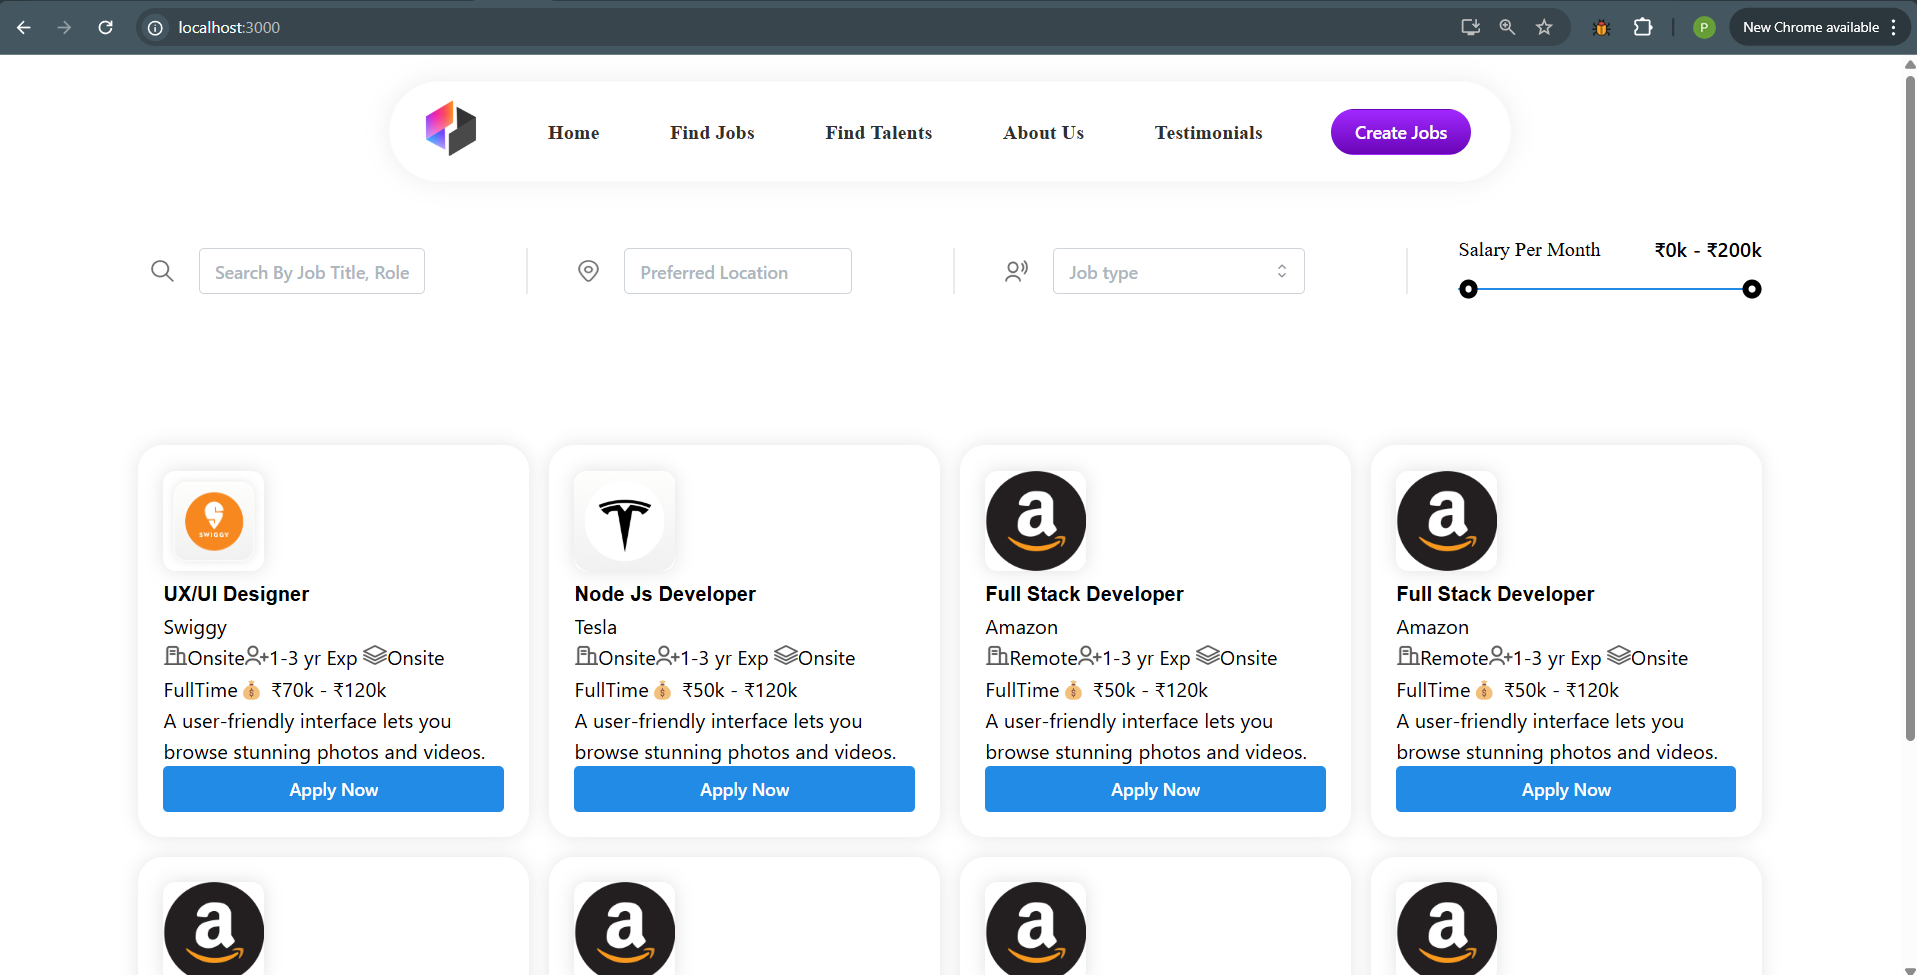 localhost:3000
P
New Chrome available
Home Find Jobs Find Talents About Us Testimonials Create Jobs
Search By Job Title, Role
Preferred Location
Job type
Salary Per Month ₹0k - ₹200k
SWIGGY
UX/UI Designer
Swiggy
Onsite 1-3 yr Exp Onsite
FullTime ₹70k - ₹120k
A user-friendly interface lets you
browse stunning photos and videos.
Apply Now
Node Js Developer
Tesla
Onsite 1-3 yr Exp Onsite
FullTime ₹50k - ₹120k
A user-friendly interface lets you
browse stunning photos and videos.
Apply Now
a
Full Stack Developer
Amazon
Remote 1-3 yr Exp Onsite
FullTime ₹50k - ₹120k
A user-friendly interface lets you
browse stunning photos and videos.
Apply Now
a
Full Stack Developer
Amazon
Remote 1-3 yr Exp Onsite
FullTime ₹50k - ₹120k
A user-friendly interface lets you
browse stunning photos and videos.
Apply Now
a
a
a
a